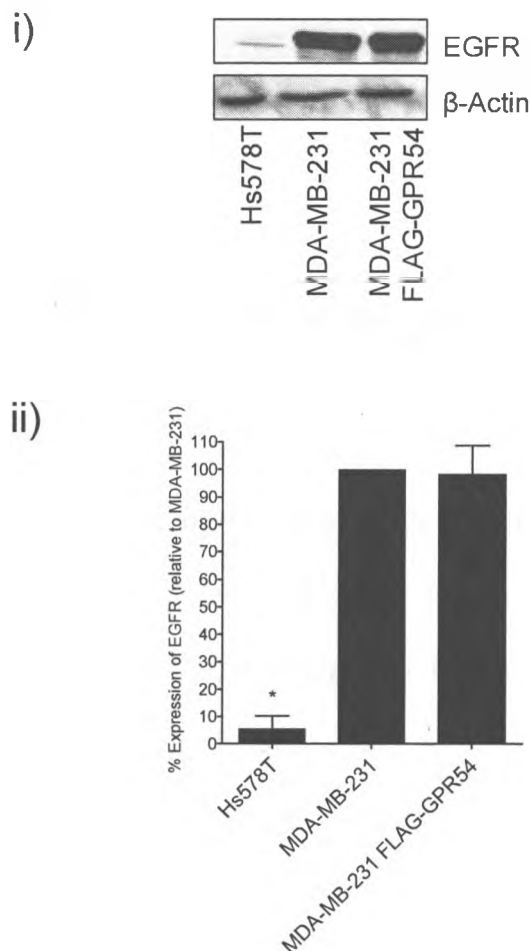 i)
EGFR
β-Actin
Hs578T
MDA-MB-231
MDA-MB-231
FLAG-GPR54
ii)
% Expression of EGFR (relative to MDA-MB-231)
110
100
90
80
70
60
50
40
30
20
10
0
*
Hs578T
MDA-MB-231
MDA-MB-231 FLAG-GPR54